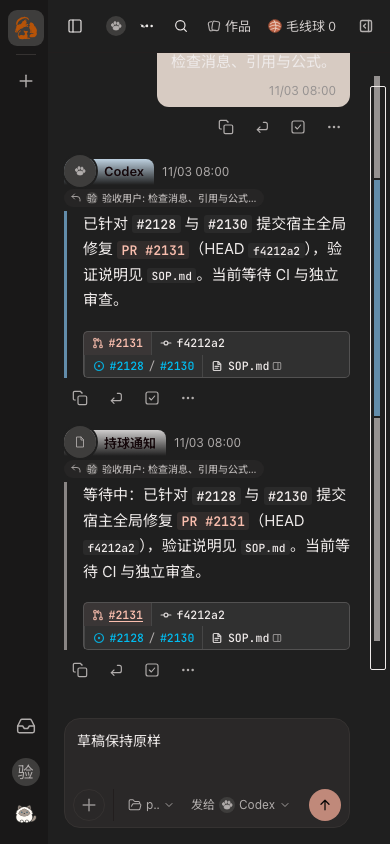 作品
毛线球 0
检查消息、引用与公式。
11/03 08:00
Codex 11/03 08:00
验 验收用户: 检查消息、引用与公式...
已针对 #2128 与 #2130 提交宿主全局
修复 PR #2131 (HEAD f4212a2),验
证说明见 SOP.md 。当前等待 CI 与独立
审查。
#2131 f4212a2
#2128 / #2130 SOP.md
持球通知 11/03 08:00
验 验收用户: 检查消息、引用与公式...
等待中：已针对 #2128 与 #2130 提交
宿主全局修复 PR #2131 (HEAD
f4212a2)，验证说明见 SOP.md 。当前等
待 CI 与独立审查。
#2131 f4212a2
#2128 / #2130 SOP.md
验
草稿保持原样
p.. 发给 Codex